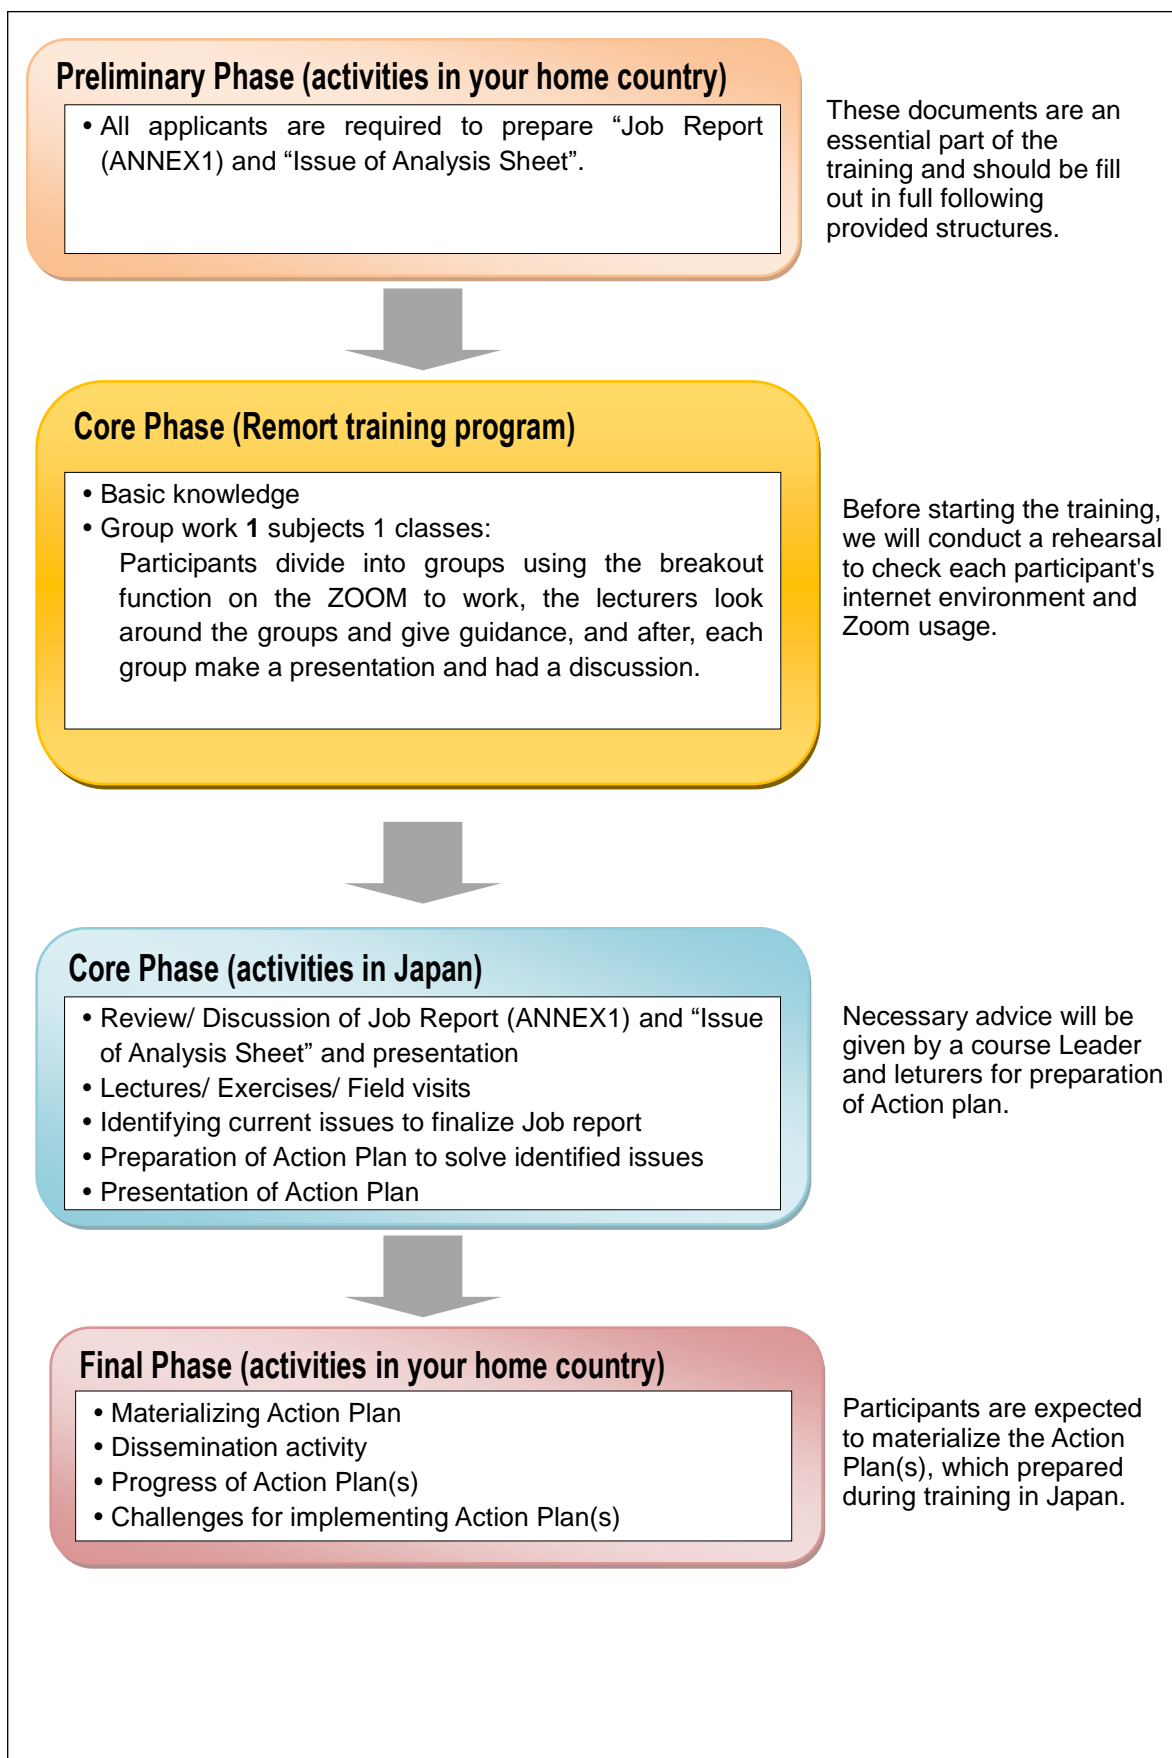 Preliminary Phase (activities in your home country)
• All applicants are required to prepare “Job Report
(ANNEX1) and “Issue of Analysis Sheet”.
These documents are an
essential part of the
training and should be fill
out in full following
provided structures.
Core Phase (Remort training program)
• Basic knowledge
• Group work 1 subjects 1 classes:
Participants divide into groups using the breakout
function on the ZOOM to work, the lecturers look
around the groups and give guidance, and after, each
group make a presentation and had a discussion.
Before starting the training,
we will conduct a rehearsal
to check each participant's
internet environment and
Zoom usage.
Core Phase (activities in Japan)
• Review/ Discussion of Job Report (ANNEX1) and “Issue
of Analysis Sheet” and presentation
• Lectures/ Exercises/ Field visits
• Identifying current issues to finalize Job report
• Preparation of Action Plan to solve identified issues
• Presentation of Action Plan
Necessary advice will be
given by a course Leader
and leturers for preparation
of Action plan.
Final Phase (activities in your home country)
• Materializing Action Plan
• Dissemination activity
• Progress of Action Plan(s)
• Challenges for implementing Action Plan(s)
Participants are expected
to materialize the Action
Plan(s), which prepared
during training in Japan.